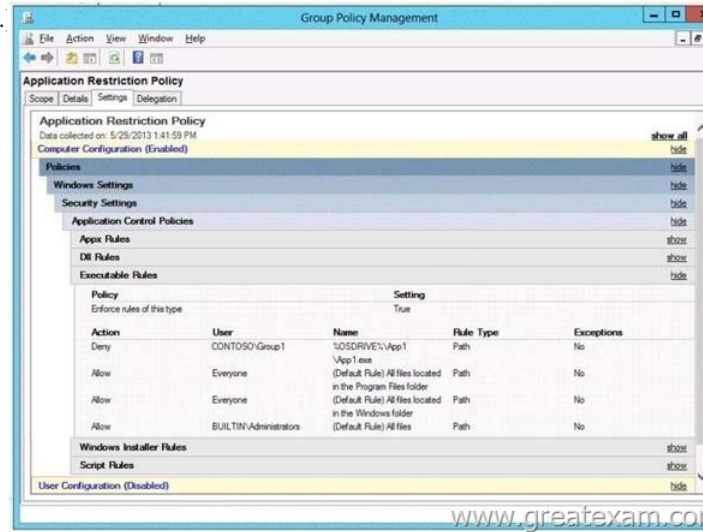 Group Policy Management
File Action View Window Help
Application Restriction Policy
Scope Details Settings Delegation
Application Restriction Policy
Data collected on: 5/29/2013 1:41:59 PM show all
Computer Configuration (Enabled) hide
Policies hide
Windows Settings hide
Security Settings hide
Application Control Policies hide
Appx Rules show
Dll Rules show
Executable Rules hide
Policy Setting
Enforce rules of this type True
Action User Name Rule Type Exceptions
Deny CONTOSO\Group1 %OSDRIVE%\App1 Path No
\App1.exe
Allow Everyone (Default Rule) All files located Path No
in the Program Files folder
Allow Everyone (Default Rule) All files located Path No
in the Windows folder
Allow BUILTIN\Administrators (Default Rule) All files Path No
Windows Installer Rules show
Script Rules show
User Configuration (Disabled) hide
www.greatexam.com